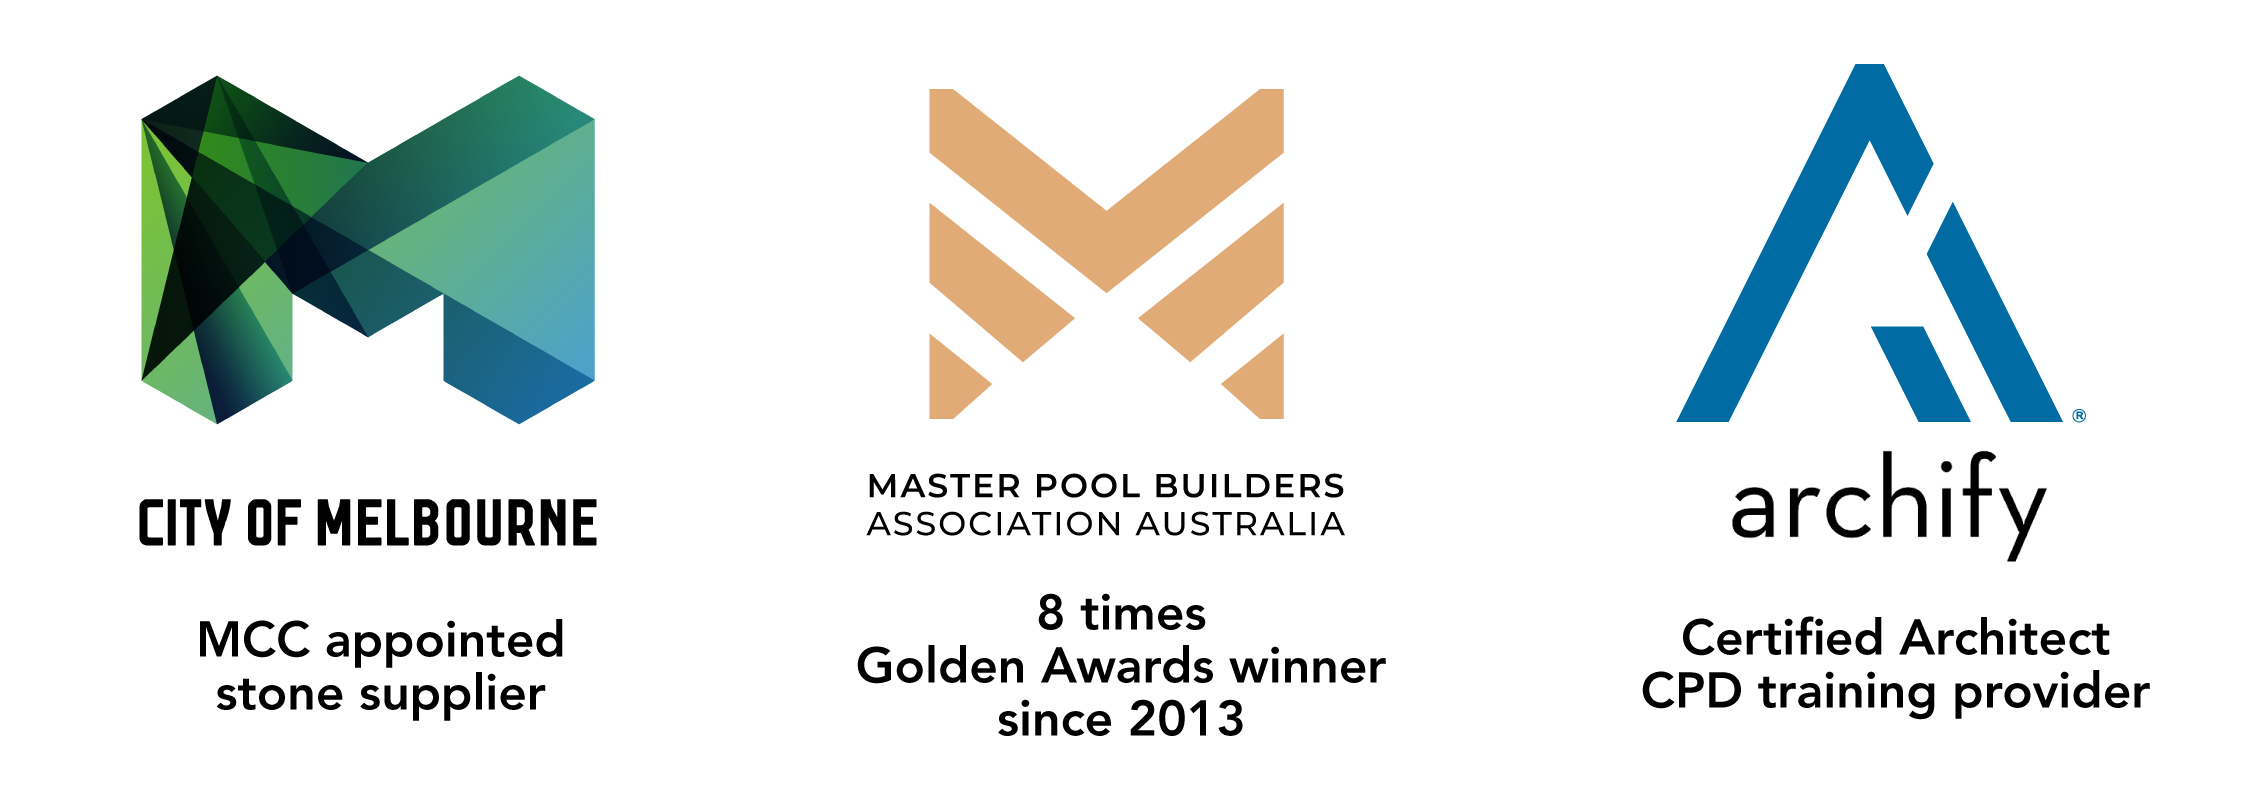 CITY OF MELBOURNE
MCC appointed
stone supplier
MASTER POOL BUILDERS
ASSOCIATION AUSTRALIA
8 times
Golden Awards winner
since 2013
®
archify
Certified Architect
CPD training provider